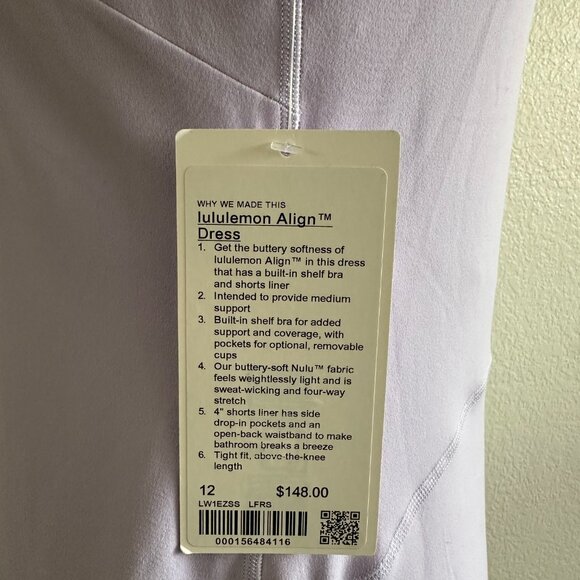 WHY WE MADE THIS
lululemon Align™
Dress
1. Get the buttery softness of
lululemon Align™ in this dress
that has a built-in shelf bra
and shorts liner
2. Intended to provide medium
support
3. Built-in shelf bra for added
support and coverage, with
pockets for optional, removable
cups
4. Our buttery-soft Nulu™ fabric
feels weightlessly light and is
sweat-wicking and four-way
stretch
5. 4" shorts liner has side
drop-in pockets and an
open-back waistband to make
bathroom breaks a breeze
6. Tight fit, above-the-knee
length
12 $148.00
LW1EZSS LFRS
000156484116